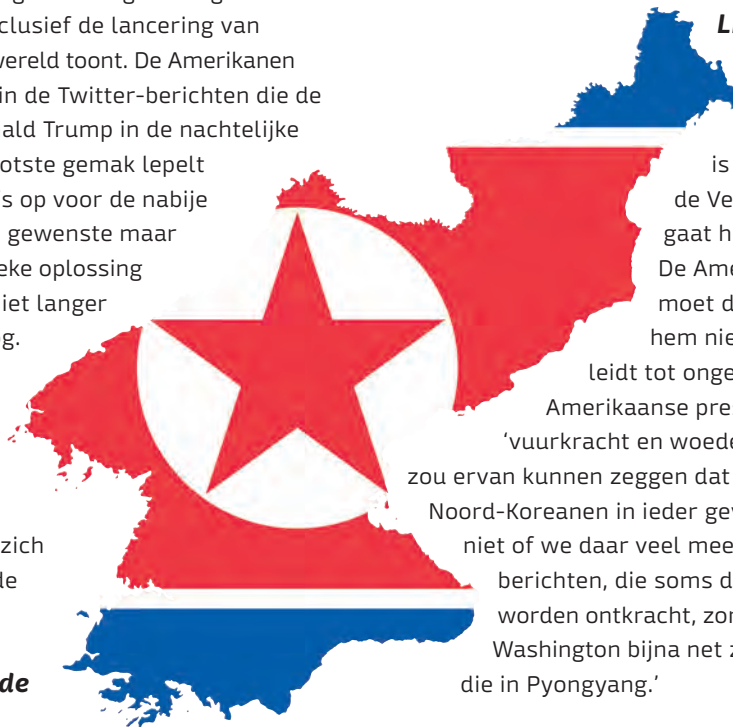 clusief de lancering van
wereld toont. De Amerikanen
in de Twitter-berichten die de
ald Trump in de nachtelijke
otste gemak lepelt
s op voor de nabije
gewenste maar
eke oplossing
iet langer
g.
zich
de
de
L
is
de Ve
gaat h
De Ame
moet d
hem nie
leidt tot onge
Amerikaanse pres
‘vuurkracht en woede
zou ervan kunnen zeggen dat
Noord-Koreanen in ieder gev
niet of we daar veel mee
berichten, die soms d
worden ontkracht, zor
Washington bijna net z
die in Pyongyang.’